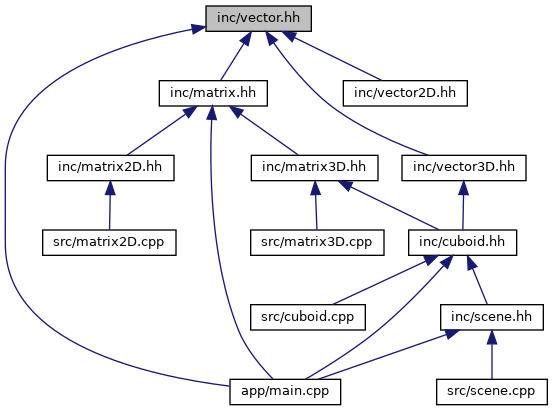 inc/vector.hh
inc/matrix.hh
inc/vector2D.hh
inc/matrix2D.hh
inc/matrix3D.hh
inc/vector3D.hh
src/matrix2D.cpp
src/matrix3D.cpp
inc/cuboid.hh
src/cuboid.cpp
inc/scene.hh
app/main.cpp
src/scene.cpp